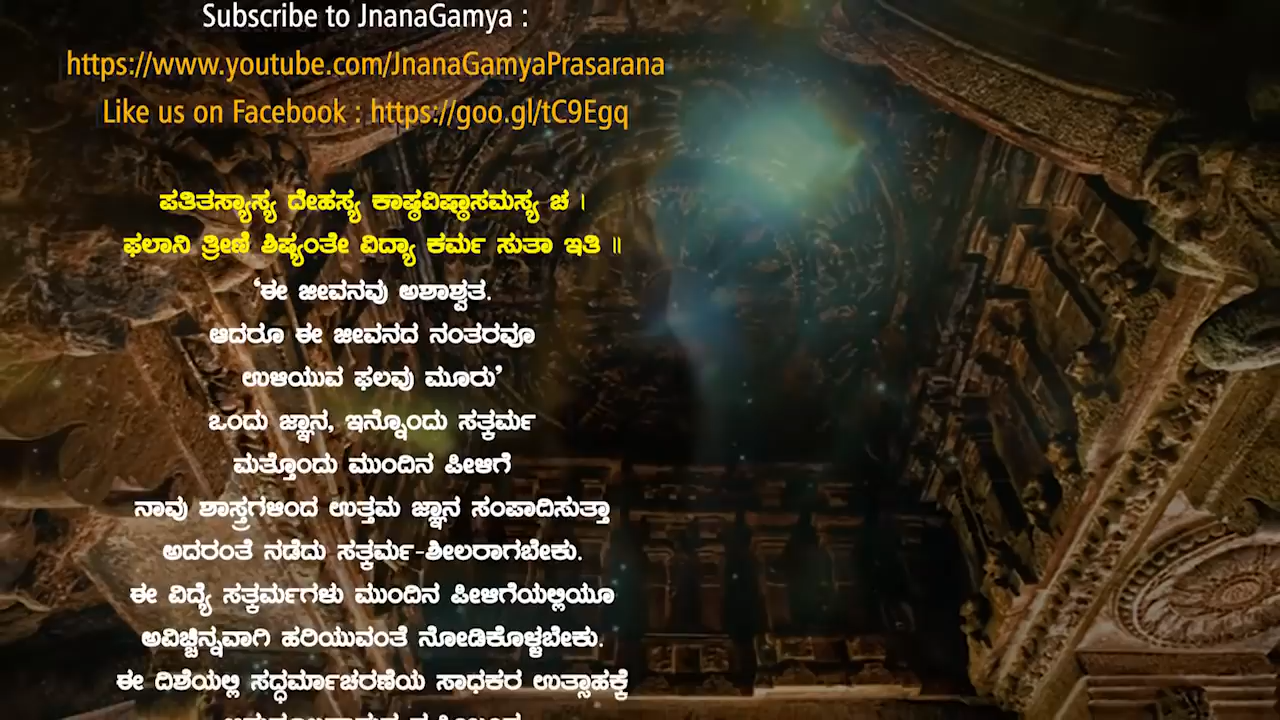 Subscribe to JnanaGamya :
https://www.youtube.com/JnanaGamyaPrasarana
Like us on Facebook : https://goo.gl/tC9Egq
ಪತಿತಸ್ಯಾಸ್ಯ ದೇಹಸ್ಯ ಕಾಷ್ಠವಿಷ್ಠಾಸಮಸ್ಯ ಚ ।
ಫಲಾನಿ ತ್ರೀಣಿ ಶಿಷ್ಯಂತೇ ವಿದ್ಯಾ ಕರ್ಮ ಸುತಾ ಇತಿ ॥
‘ಈ ಜೀವನವು ಅಶಾಶ್ವತ.
ಆದರೂ ಈ ಜೀವನದ ನಂತರವೂ
ಉಳಿಯುವ ಫಲವು ಮೂರು’
ಒಂದು ಜ್ಞಾನ, ಇನ್ನೊಂದು ಸತ್ಕರ್ಮ
ಮತ್ತೊಂದು ಮುಂದಿನ ಪೀಳಿಗೆ
ನಾವು ಶಾಸ್ತ್ರಗಳಿಂದ ಉತ್ತಮ ಜ್ಞಾನ ಸಂಪಾದಿಸುತ್ತಾ
ಅದರಂತೆ ನಡೆದು ಸತ್ಕರ್ಮ-ಶೀಲರಾಗಬೇಕು.
ಈ ವಿದ್ಯೆ ಸತ್ಕರ್ಮಗಳು ಮುಂದಿನ ಪೀಳಿಗೆಯಲ್ಲಿಯೂ
ಅವಿಚ್ಛಿನ್ನವಾಗಿ ಹರಿಯುವಂತೆ ನೋಡಿಕೊಳ್ಳಬೇಕು.
ಈ ದಿಶೆಯಲ್ಲಿ ಸದ್ಧರ್ಮಾಚರಣೆಯ ಸಾಧಕರ ಉತ್ಸಾಹಕ್ಕೆ